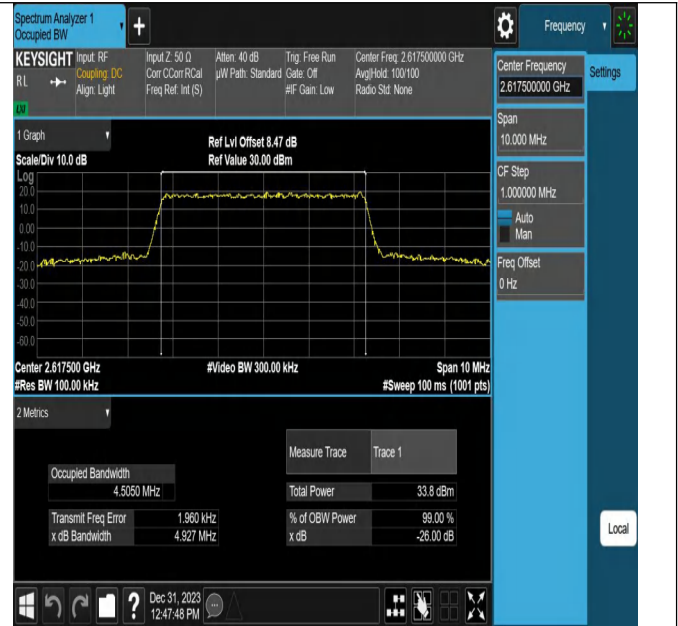 Spectrum Analyzer 1
Occupied BW
+
Frequency
KEYSIGHT
RL
LXI
Input: RF
Coupling: DC
Align: Light
Input Z: 50 Ω
Corr CCorr RCal
Freq Ref: Int (S)
Atten: 40 dB
µW Path: Standard
Trig: Free Run
Gate: Off
#IF Gain: Low
Center Freq: 2.617500000 GHz
Avg|Hold: 100/100
Radio Std: None
Center Frequency
2.617500000 GHz
Settings
Span
10.000 MHz
CF Step
1.000000 MHz
Auto
Man
Freq Offset
0 Hz
Local
1 Graph
Scale/Div 10.0 dB
Ref Lvl Offset 8.47 dB
Ref Value 30.00 dBm
Log
20.0
10.0
0.00
-10.0
-20.0
-30.0
-40.0
-50.0
-60.0
Center 2.617500 GHz
#Video BW 300.00 kHz
Span 10 MHz
#Res BW 100.00 kHz
#Sweep 100 ms (1001 pts)
2 Metrics
Measure Trace Trace 1
Occupied Bandwidth
4.5050 MHz
Total Power 33.8 dBm
Transmit Freq Error 1.960 kHz
% of OBW Power 99.00 %
x dB Bandwidth 4.927 MHz
x dB -26.00 dB
?
Dec 31, 2023
12:47:48 PM